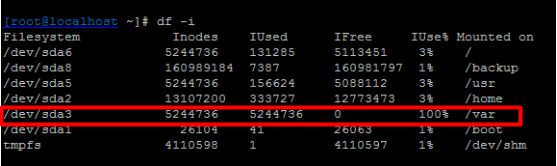 [root@localhost ~]# df -i
Filesystem Inodes IUsed IFree IUse% Mounted on
/dev/sda6 5244736 131285 5113451 3% /
/dev/sda8 160989184 7387 160981797 1% /backup
/dev/sda5 5244736 156624 5088112 3% /usr
/dev/sda2 13107200 333727 12773473 3% /home
/dev/sda3 5244736 5244736 0 100% /var
/dev/sda1 26104 41 26063 1% /boot
tmpfs 4110598 1 4110597 1% /dev/shm